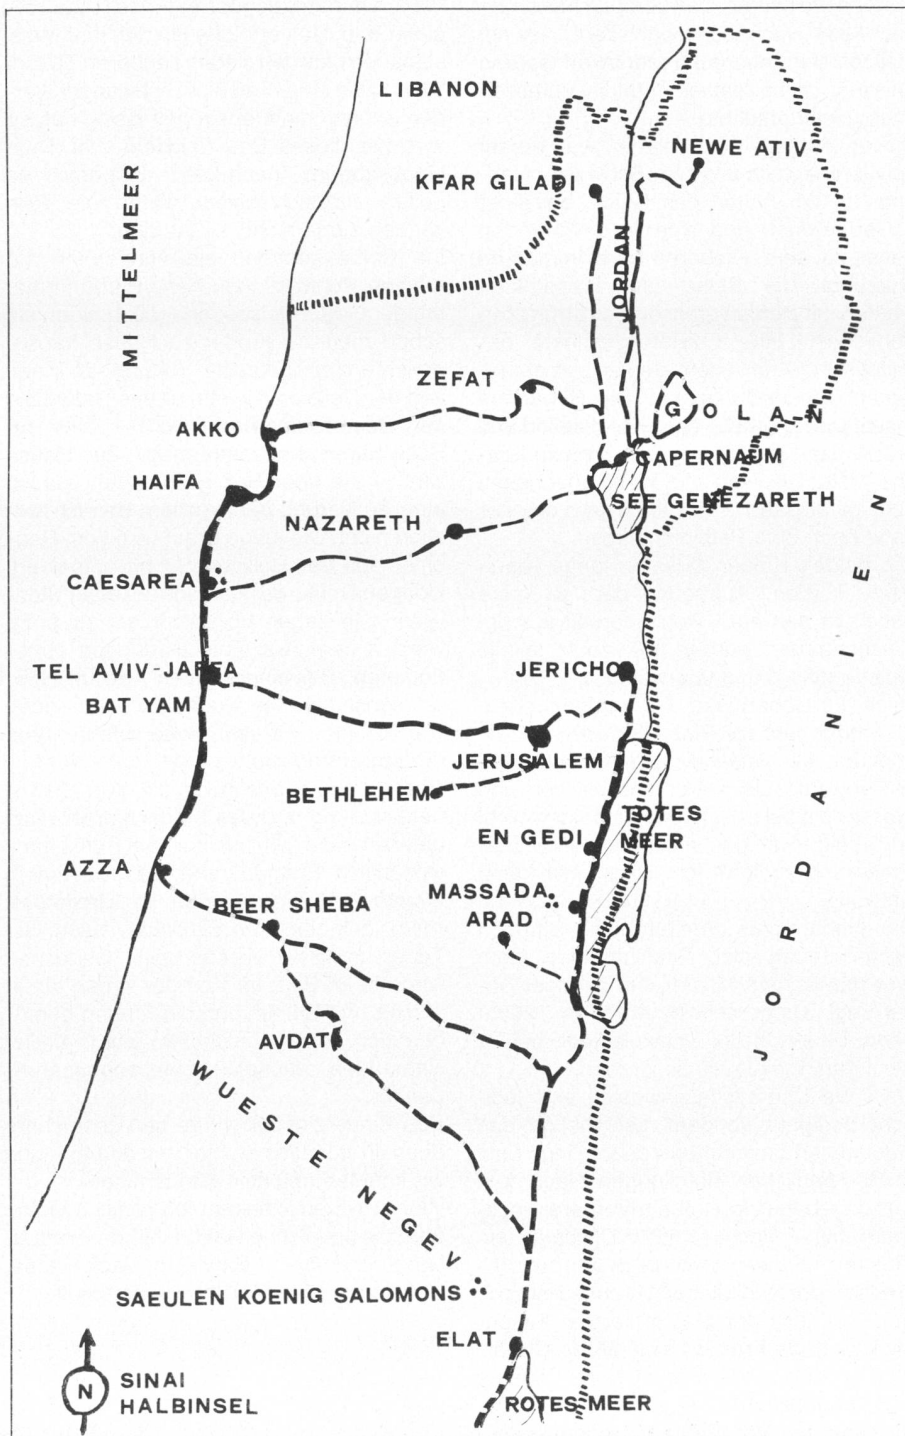 LIBANON
MITELMEER
NEWE ATIV
KFAR GILADI
JORDAN
ZEFAT
GOLAN
AKKO
CAPERNAUM
HAIFA
SEE GENEZARETH
NAZARETH
CAESAREA
JORDANIEN
TEL AVIV-JAFFA
JERICHO
BAT YAM
JERUSALEM
BETHLEHEM
TOTES
MEER
EN GEDI
AZZA
MASSADA
BEER SHEBA
ARAD
AVDAT
WUESTE NEGEV
SAEULEN KOENIG SALOMONS
ELAT
N
SINAI
HALBINSEL
ROTES MEER